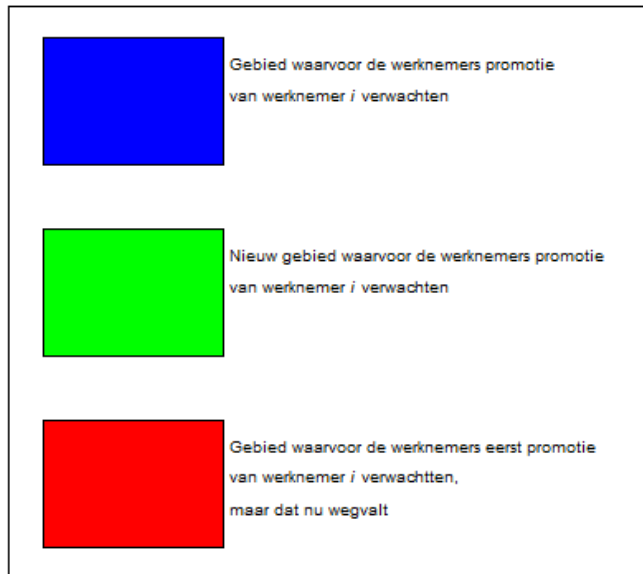 Gebied waarvoor de werknemers promotie
van werknemer i verwachten
Nieuw gebied waarvoor de werknemers promotie
van werknemer i verwachten
Gebied waarvoor de werknemers eerst promotie
van werknemer i verwachtten,
maar dat nu wegvalt